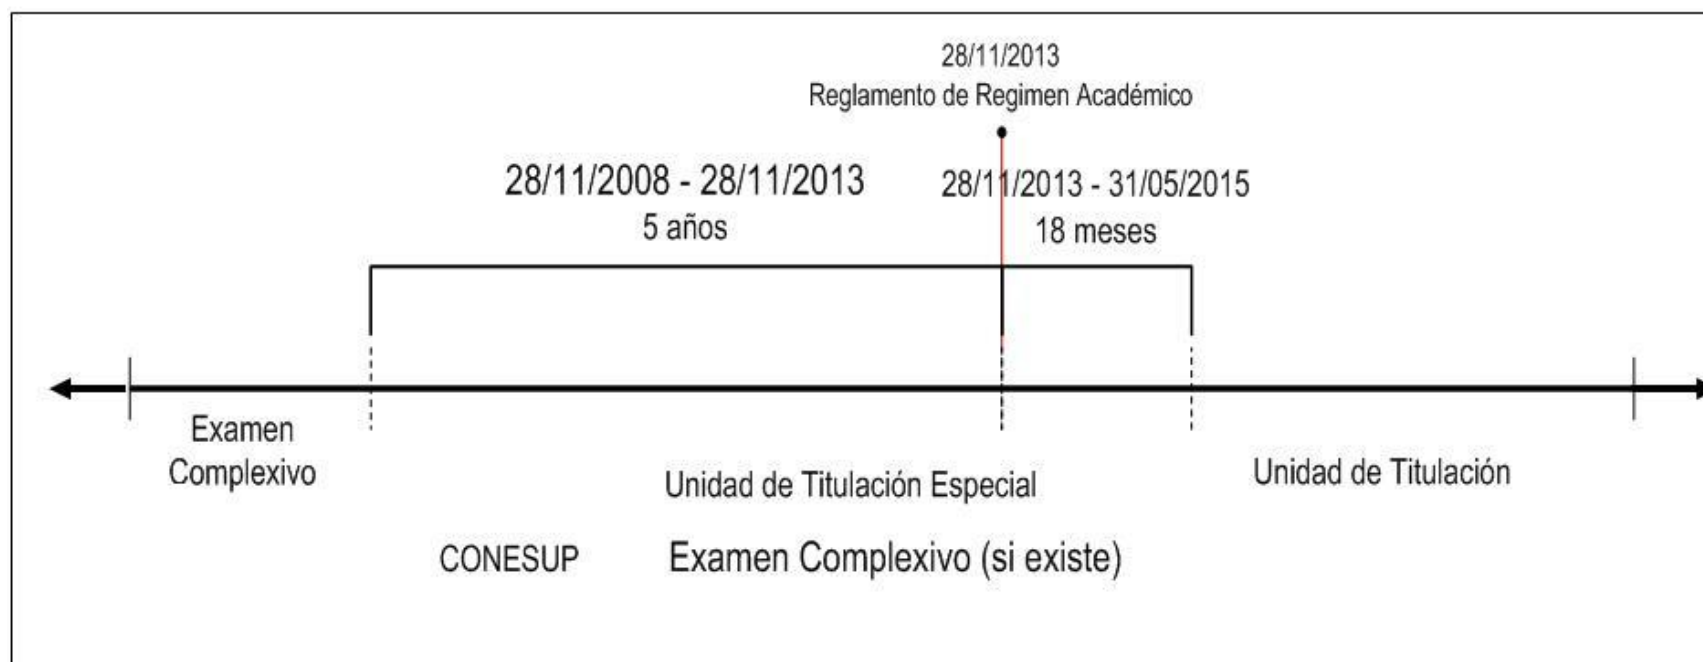 28/11/2013
Reglamento de Regimen Académico
28/11/2008 - 28/11/2013
5 años
28/11/2013 - 31/05/2015
18 meses
Examen
Complexivo
Unidad de Titulación Especial
Unidad de Titulación
CONESUP
Examen Complexivo (si existe)